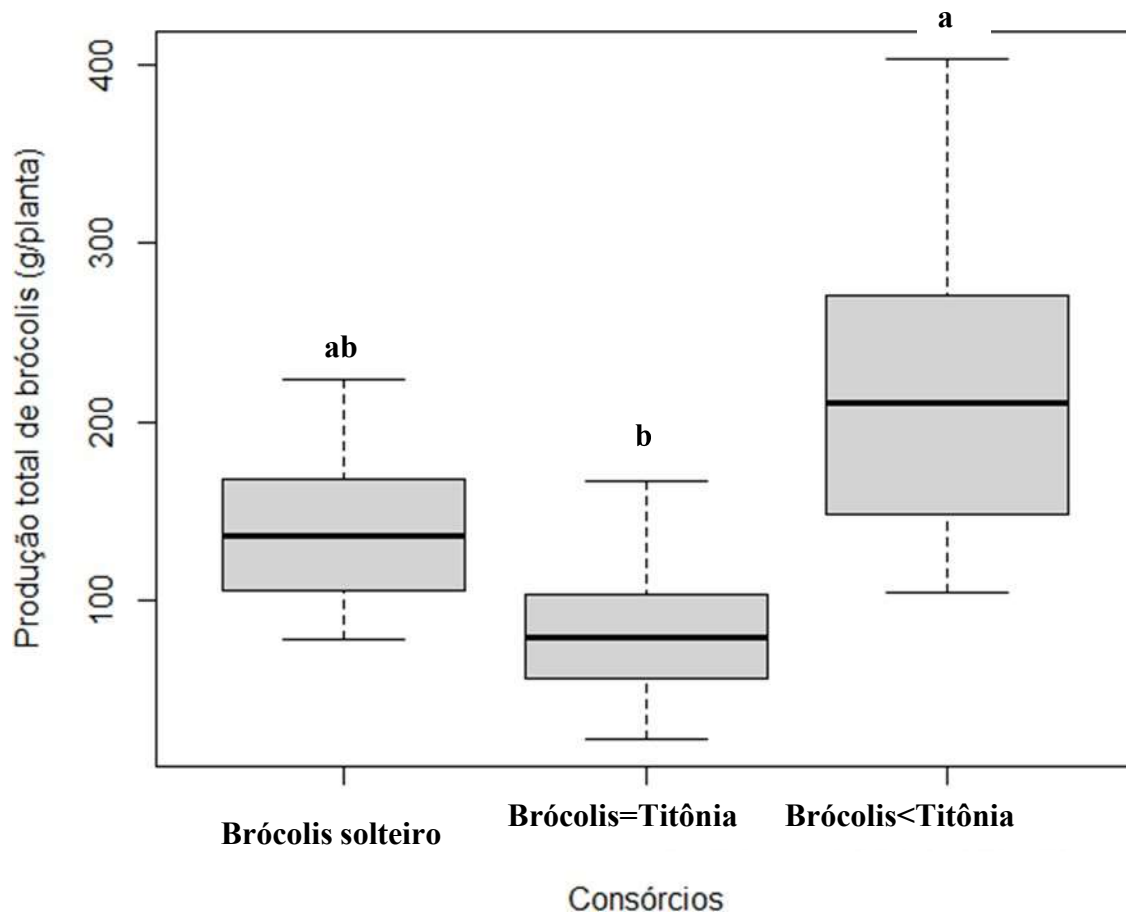 a
400
300
200
100
Produção total de brócolis (g/planta)
ab
b
Brócolis solteiro
Brócolis=Titônia
Brócolis<Titônia
Consórcios